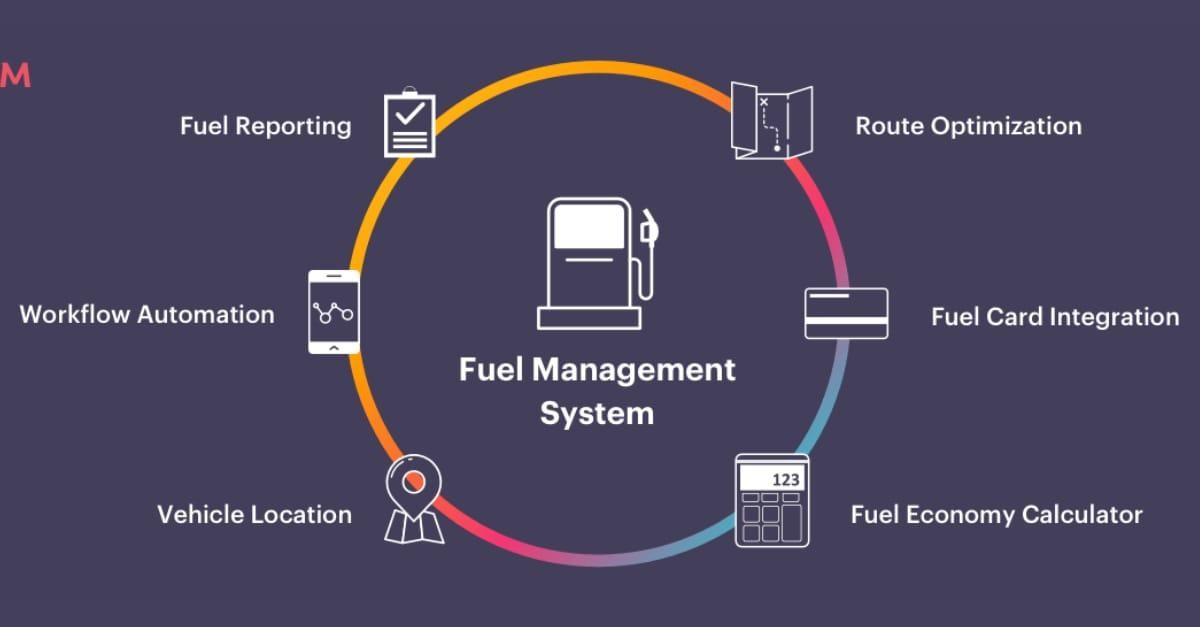 M
Fuel Reporting
Route Optimization
Workflow Automation
Fuel Card Integration
Fuel Management
System
123
Vehicle Location
Fuel Economy Calculator